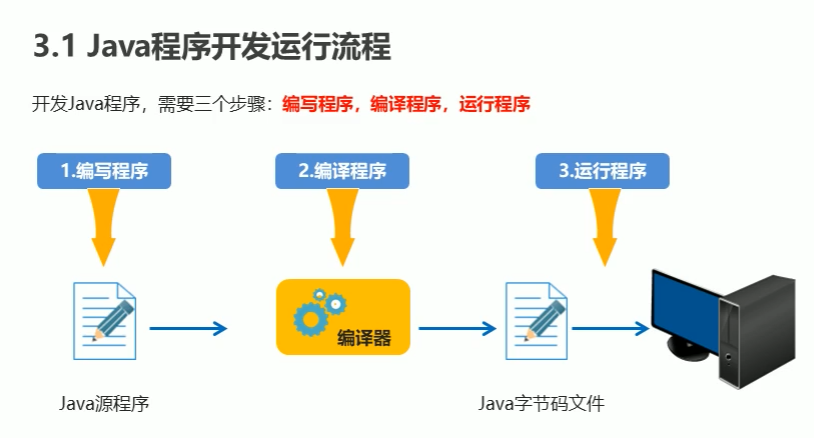 3.1 Java程序开发运行流程
开发Java程序，需要三个步骤：编写程序，编译程序，运行程序
1.编写程序
2.编译程序
3.运行程序
编译器
Java源程序
Java字节码文件